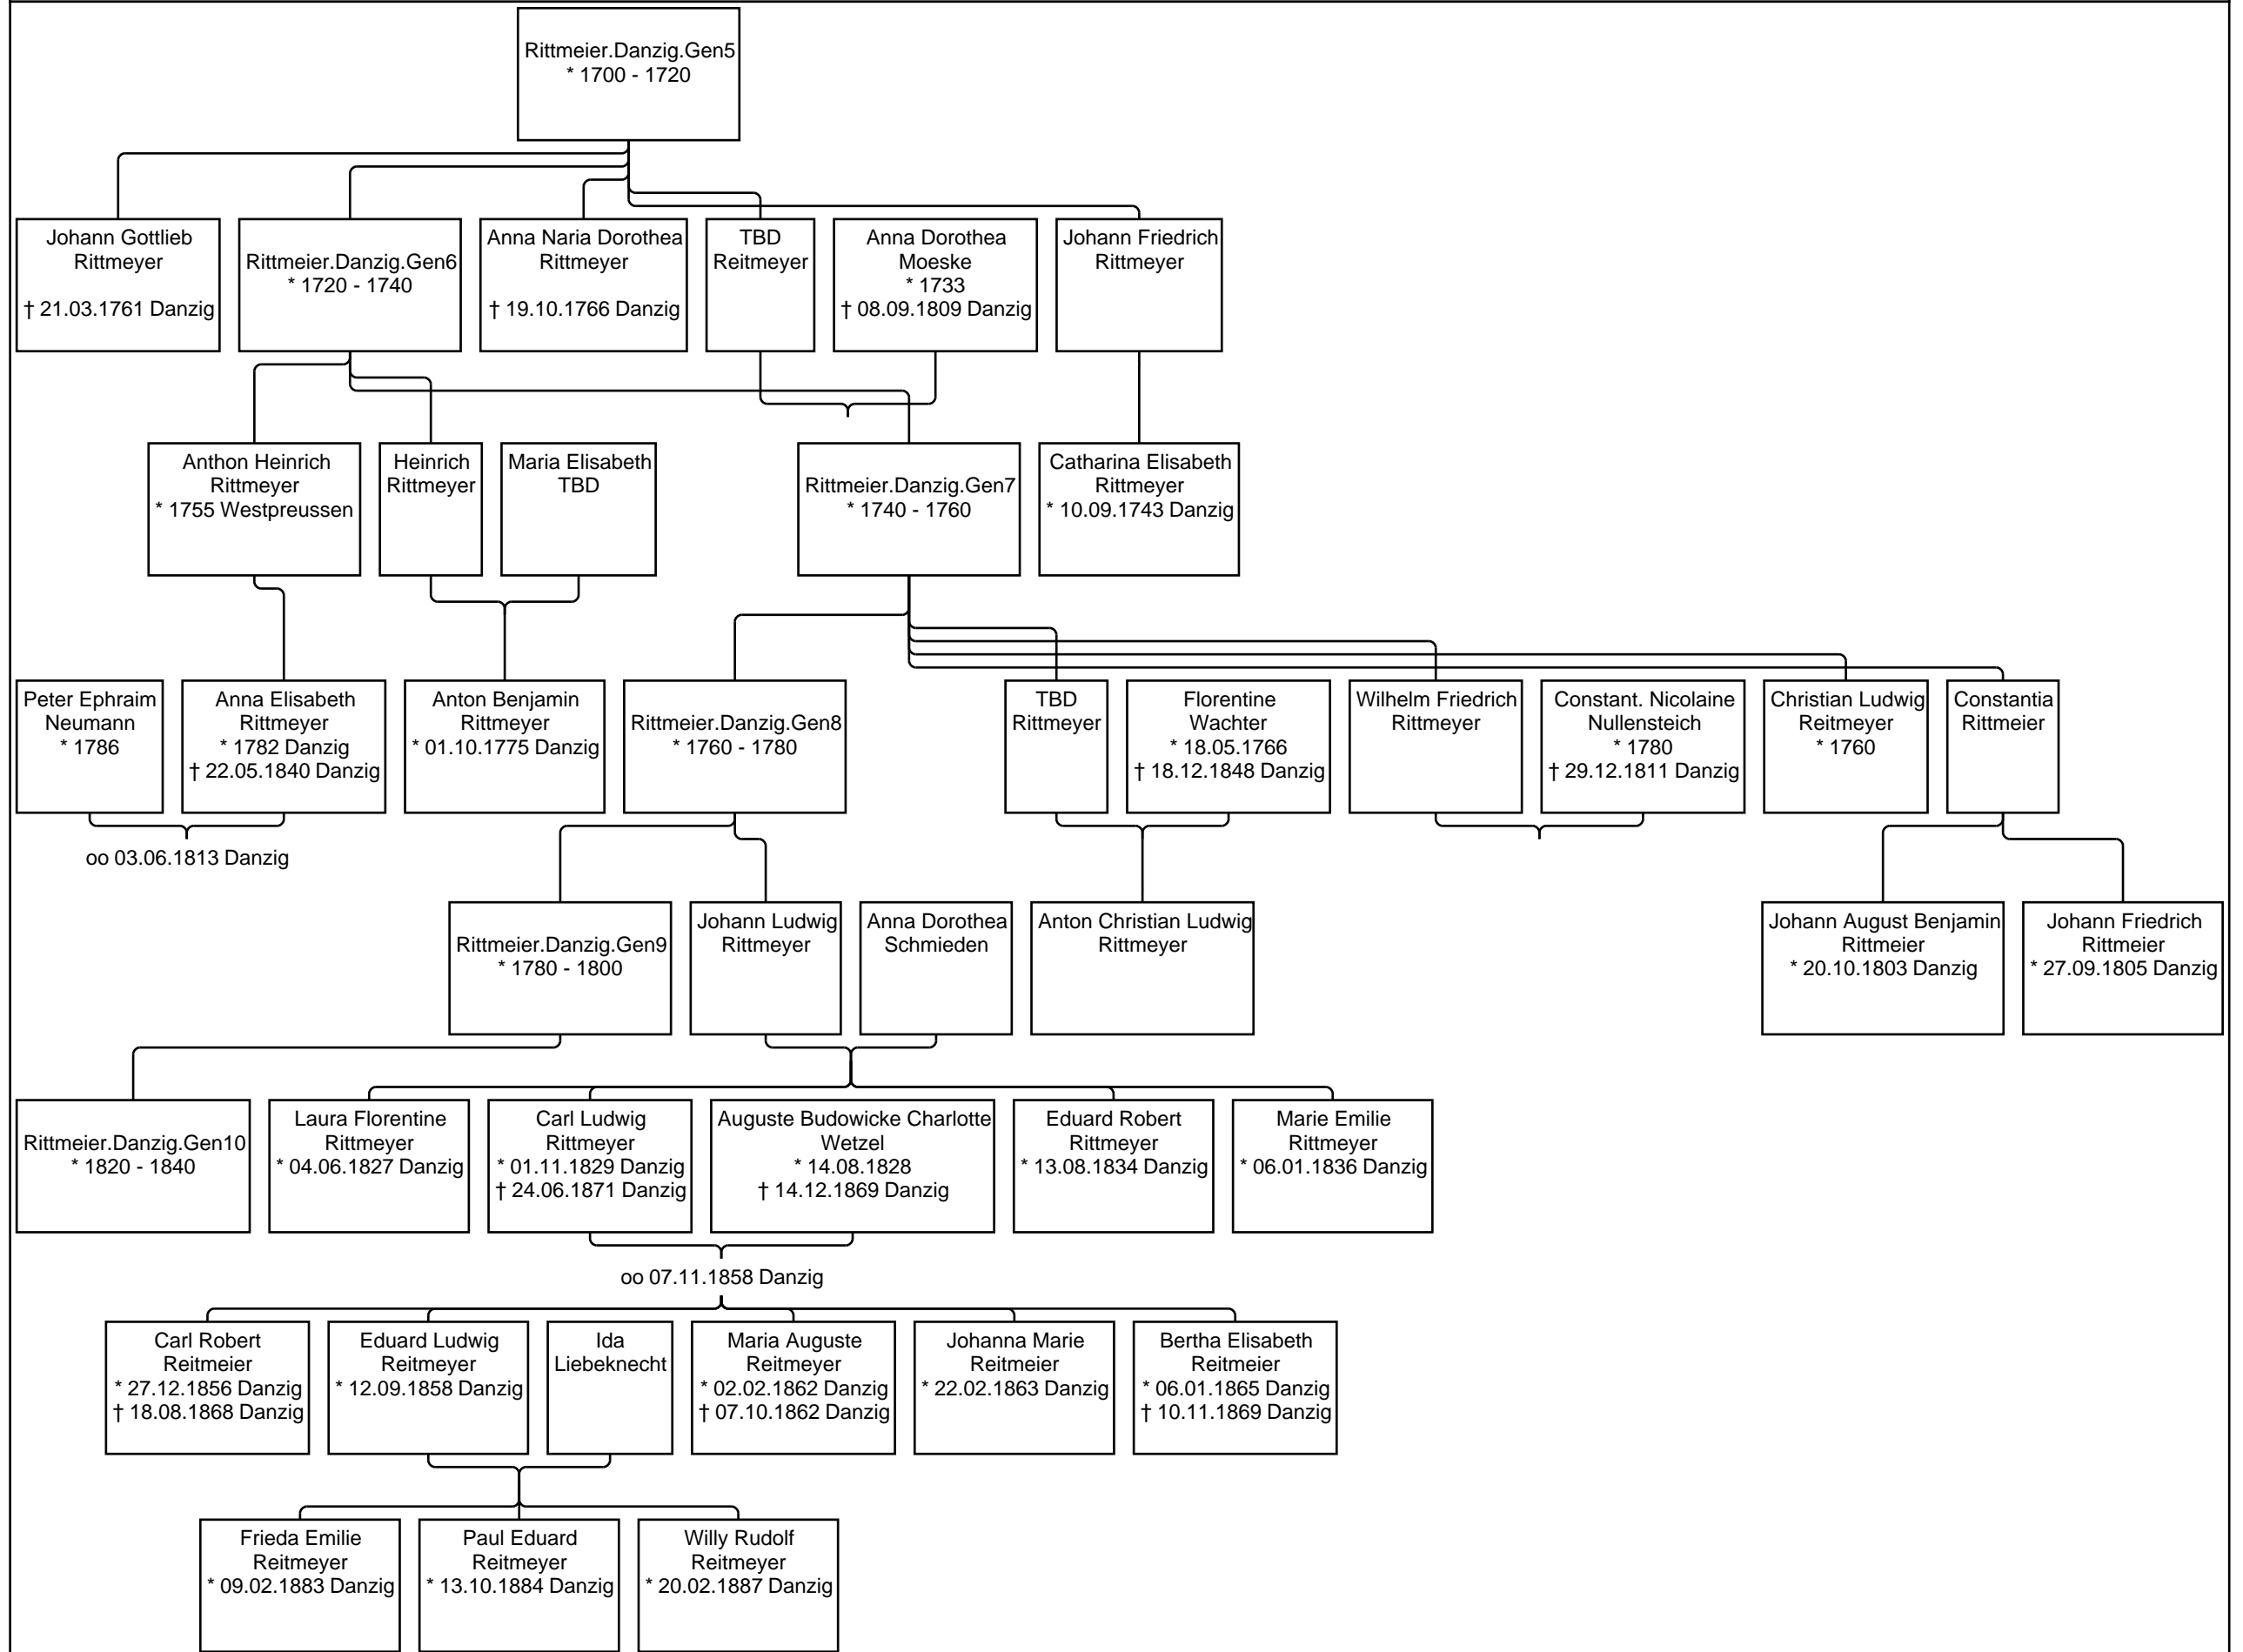 Rittmeier.Danzig.Gen5
* 1700 - 1720
Johann Gottlieb
Rittmeyer
† 21.03.1761 Danzig
Rittmeier.Danzig.Gen6
* 1720 - 1740
Anna Naria Dorothea
Rittmeyer
† 19.10.1766 Danzig
TBD
Reitmeyer
Anna Dorothea
Moeske
* 1733
† 08.09.1809 Danzig
Johann Friedrich
Rittmeyer
Anthon Heinrich
Rittmeyer
* 1755 Westpreussen
Heinrich
Rittmeyer
Maria Elisabeth
TBD
Rittmeier.Danzig.Gen7
* 1740 - 1760
Catharina Elisabeth
Rittmeyer
* 10.09.1743 Danzig
Peter Ephraim
Neumann
* 1786
Anna Elisabeth
Rittmeyer
* 1782 Danzig
† 22.05.1840 Danzig
Anton Benjamin
Rittmeyer
* 01.10.1775 Danzig
Rittmeier.Danzig.Gen8
* 1760 - 1780
TBD
Rittmeyer
Florentine
Wachter
* 18.05.1766
† 18.12.1848 Danzig
Wilhelm Friedrich
Rittmeyer
Constant. Nicolaine
Nullensteich
* 1780
† 29.12.1811 Danzig
Christian Ludwig
Reitmeyer
* 1760
Constantia
Rittmeier
oo 03.06.1813 Danzig
Rittmeier.Danzig.Gen9
* 1780 - 1800
Johann Ludwig
Rittmeyer
Anna Dorothea
Schmieden
Anton Christian Ludwig
Rittmeyer
Johann August Benjamin
Rittmeier
* 20.10.1803 Danzig
Johann Friedrich
Rittmeier
* 27.09.1805 Danzig
Rittmeier.Danzig.Gen10
* 1820 - 1840
Laura Florentine
Rittmeyer
* 04.06.1827 Danzig
Carl Ludwig
Rittmeyer
* 01.11.1829 Danzig
† 24.06.1871 Danzig
Auguste Budowicke Charlotte
Wetzel
* 14.08.1828
† 14.12.1869 Danzig
Eduard Robert
Rittmeyer
* 13.08.1834 Danzig
Marie Emilie
Rittmeyer
* 06.01.1836 Danzig
oo 07.11.1858 Danzig
Carl Robert
Reitmeier
* 27.12.1856 Danzig
† 18.08.1868 Danzig
Eduard Ludwig
Reitmeyer
* 12.09.1858 Danzig
Ida
Liebeknecht
Maria Auguste
Reitmeyer
* 02.02.1862 Danzig
† 07.10.1862 Danzig
Johanna Marie
Reitmeier
* 22.02.1863 Danzig
Bertha Elisabeth
Reitmeier
* 06.01.1865 Danzig
† 10.11.1869 Danzig
Frieda Emilie
Reitmeyer
* 09.02.1883 Danzig
Paul Eduard
Reitmeyer
* 13.10.1884 Danzig
Willy Rudolf
Reitmeyer
* 20.02.1887 Danzig